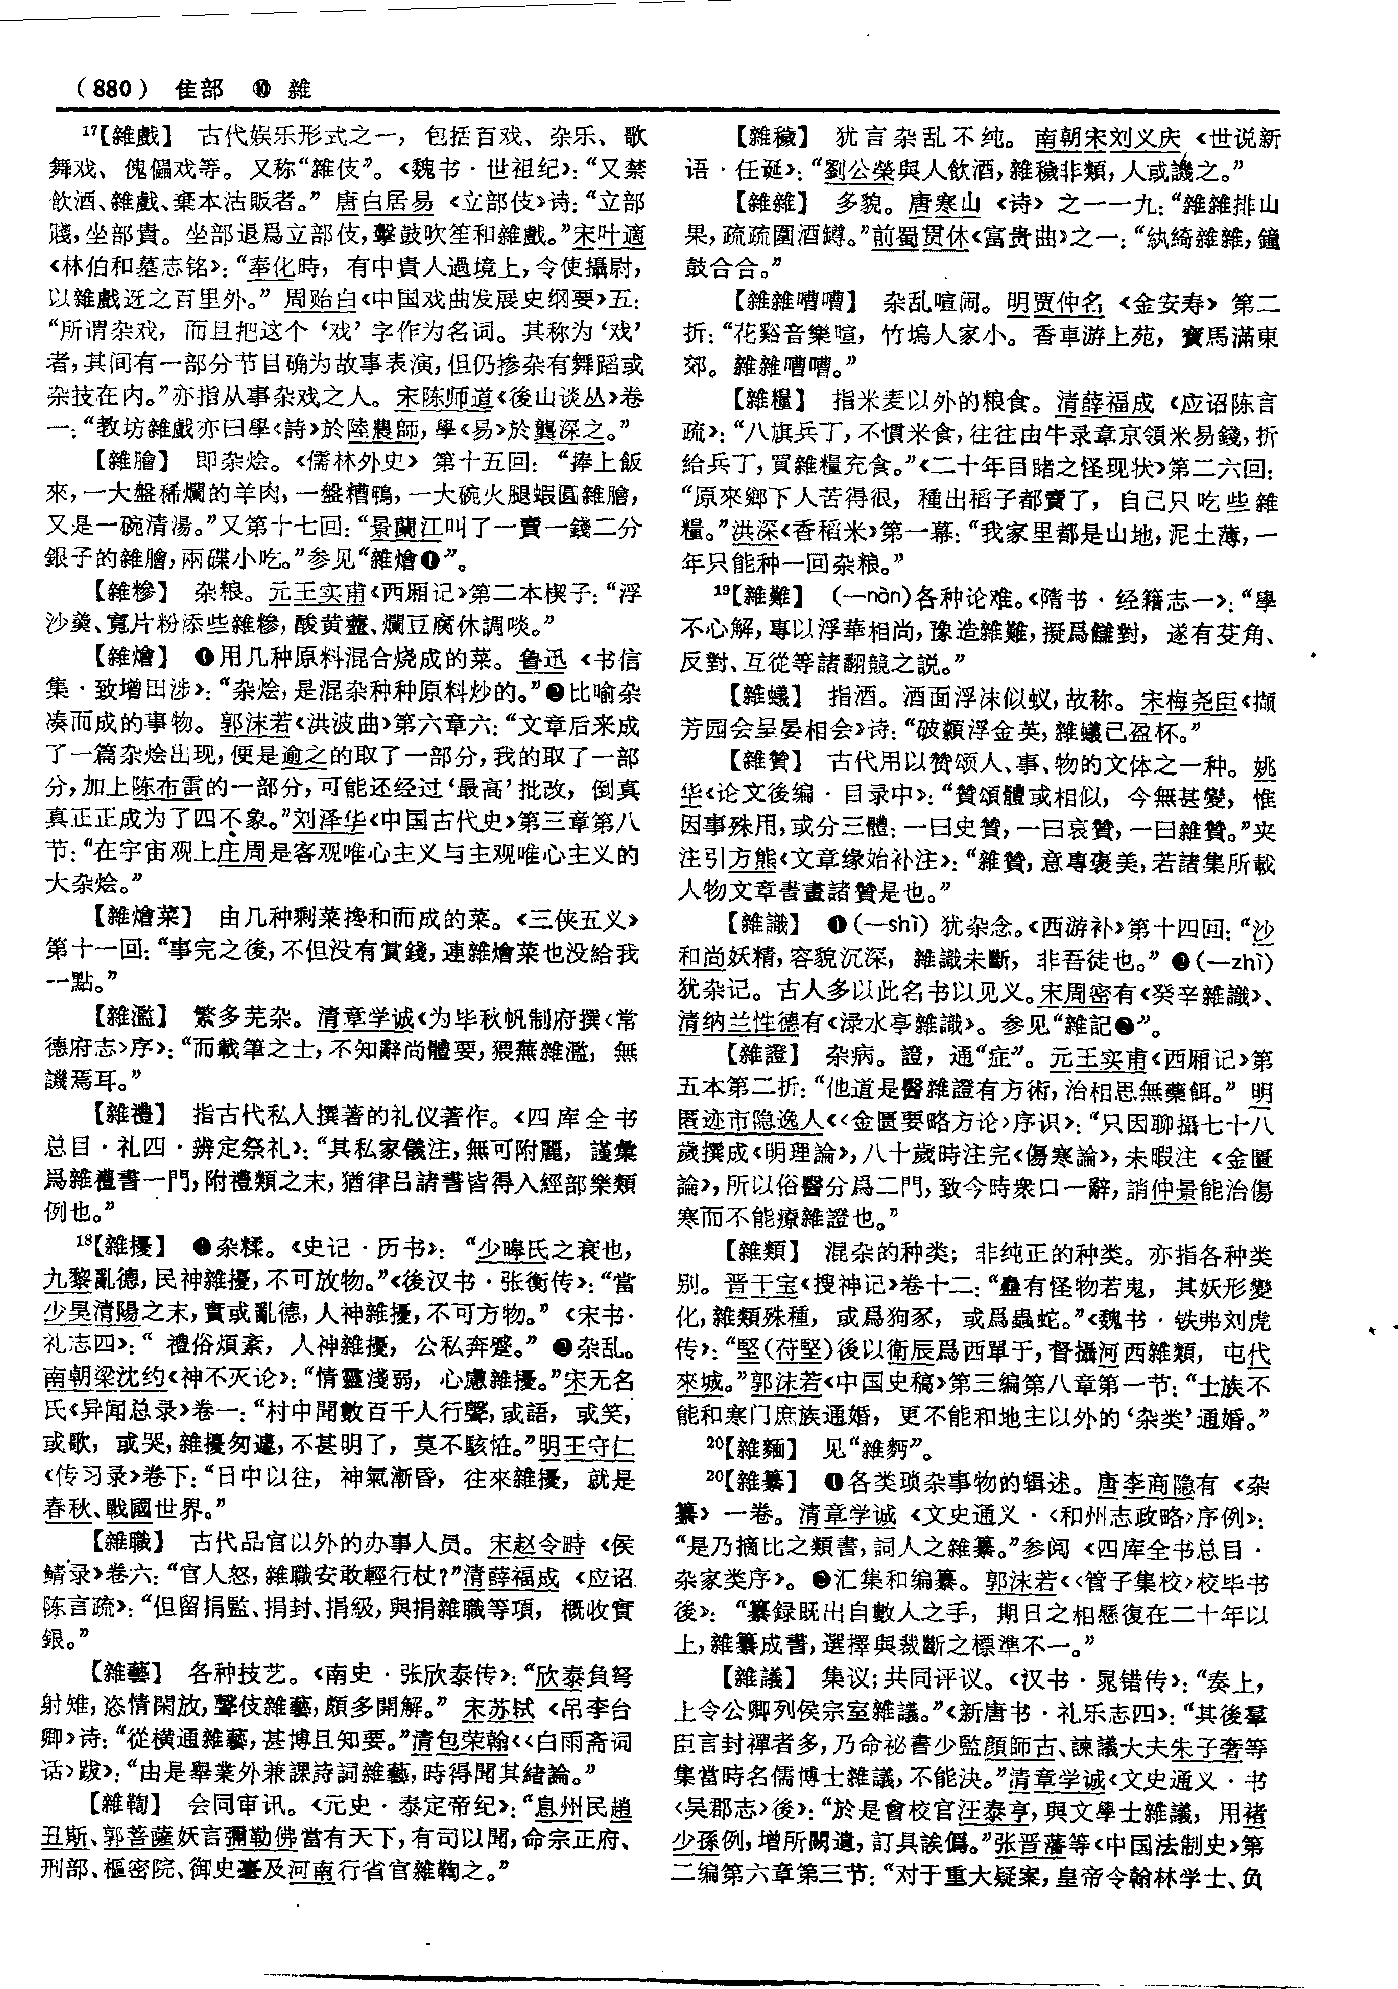 (880) 隹部 ⑩ 雜
17【雜戲】 古代娱乐形式之一，包括百戏、杂乐、歌
舞戏、傀儡戏等。又称“雜伎”。《魏书·世祖纪》：“又禁
飲酒、雜戲、棄本沽販者。”唐白居易《立部伎》诗：“立部
賤，坐部貴。坐部退爲立部伎，擊鼓吹笙和雜戲。”宋叶適
《林伯和墓志铭》：“奉化時，有中貴人過境上，令使攝尉，
以雜戲迓之百里外。”周贻白《中国戏曲发展史纲要》五：
“所谓杂戏，而且把这个‘戏’字作为名词。其称为‘戏’
者，其间有一部分节目确为故事表演，但仍掺杂有舞蹈或
杂技在内。”亦指从事杂戏之人。宋陈师道《後山谈丛》卷
一：“教坊雜戲亦曰學《詩》於陸農師，學《易》於龔深之。”
【雜膾】 即杂烩。《儒林外史》第十五回：“捧上飯
來，一大盤稀爛的羊肉，一盤糟鴨，一大碗火腿蝦圓雜膾，
又是一碗清湯。”又第十七回：“景蘭江叫了一賣一錢二分
銀子的雜膾，兩碟小吃。”参见“雜燴❶”。
【雜糝】 杂粮。元王实甫《西厢记》第二本楔子：“浮
沙羹、寬片粉添些雜糝，酸黄虀、爛豆腐休調啖。”
【雜燴】 ❶用几种原料混合烧成的菜。鲁迅《书信
集·致增田涉》：“杂烩，是混杂种种原料炒的。”❷比喻杂
凑而成的事物。郭沫若《洪波曲》第六章六：“文章后来成
了一篇杂烩出现，便是逾之的取了一部分，我的取了一部
分，加上陈布雷的一部分，可能还经过‘最高’批改，倒真
真正正成为了四不象。”刘泽华《中国古代史》第三章第八
节：“在宇宙观上庄周是客观唯心主义与主观唯心主义的
大杂烩。”
【雜燴菜】 由几种剩菜搀和而成的菜。《三侠五义》
第十一回：“事完之後，不但没有賞錢，連雜燴菜也没給我
一點。”
【雜濫】 繁多芜杂。清章学诚《为毕秋帆制府撰〈常
德府志〉序》：“而載筆之士，不知辭尚體要，猥蕪雜濫，無
譏焉耳。”
【雜禮】 指古代私人撰著的礼仪著作。《四库全书
总目·礼四·辨定祭礼》：“其私家儀注，無可附麗，謹彙
爲雜禮書一門，附禮類之末，猶律吕諸書皆得入經部樂類
例也。”
18【雜擾】 ❶杂糅。《史记·历书》：“少暤氏之衰也，
九黎亂德，民神雜擾，不可放物。”《後汉书·张衡传》：“當
少昊清陽之末，實或亂德，人神雜擾，不可方物。”《宋书·
礼志四》：“禮俗煩紊，人神雜擾，公私奔蹙。”❷杂乱。
南朝梁沈约《神不灭论》：“情靈淺弱，心慮雜擾。”宋无名
氏《异闻总录》卷一：“村中聞數百千人行聲，或語，或笑，
或歌，或哭，雜擾匆遽，不甚明了，莫不駭怪。”明王守仁
《传习录》卷下：“日中以往，神氣漸昏，往來雜擾，就是
春秋、戰國世界。”
【雜職】 古代品官以外的办事人员。宋赵令畤《侯
鲭录》卷六：“官人怒，雜職安敢輕行杖？”清薛福成《应诏
陈言疏》：“但留捐監、捐封、捐級，與捐雜職等項，概收實
銀。”
【雜藝】 各种技艺。《南史·张欣泰传》：“欣泰負弩
射雉，恣情閑放，聲伎雜藝，頗多開解。”宋苏轼《吊李台
卿》诗：“從横通雜藝，甚博且知要。”清包荣翰《〈白雨斋词
话〉跋》：“由是舉業外兼課詩詞雜藝，時得聞其緒論。”
【雜鞫】 会同审讯。《元史·泰定帝纪》：“息州民趙
丑斯、郭菩薩妖言彌勒佛當有天下，有司以聞，命宗正府、
刑部、樞密院、御史臺及河南行省官雜鞫之。”
【雜穢】 犹言杂乱不纯。南朝宋刘义庆《世说新
语·任诞》：“劉公榮與人飲酒，雜穢非類，人或譏之。”
【雜雜】 多貌。唐寒山《诗》之一一九：“雜雜排山
果，疏疏圍酒罇。”前蜀贯休《富贵曲》之一：“紈綺雜雜，鐘
鼓合合。”
【雜雜嘈嘈】 杂乱喧闹。明贾仲名《金安寿》第二
折：“花谿音樂喧，竹塢人家小。香車游上苑，寶馬滿東
郊。雜雜嘈嘈。”
【雜糧】 指米麦以外的粮食。清薛福成《应诏陈言
疏》：“八旗兵丁，不慣米食，往往由牛录章京領米易錢，折
給兵丁，買雜糧充食。”《二十年目睹之怪现状》第二六回：
“原來鄉下人苦得很，種出稻子都賣了，自己只吃些雜
糧。”洪深《香稻米》第一幕：“我家里都是山地，泥土薄，一
年只能种一回杂粮。”
19【雜難】 (—nàn)各种论难。《隋书·经籍志一》：“學
不心解，專以浮華相尚，豫造雜難，擬爲讎對，遂有芟角、
反對、互從等諸翻競之説。”
【雜蟻】 指酒。酒面浮沫似蚁，故称。宋梅尧臣《撷
芳园会呈晏相会》诗：“破纇浮金英，雜蟻已盈杯。”
【雜贊】 古代用以赞颂人、事、物的文体之一种。姚
华《论文後编·目录中》：“贊頌體或相似，今無甚變，惟
因事殊用，或分三體：一曰史贊，一曰哀贊，一曰雜贊。”夹
注引方熊《文章缘始补注》：“雜贊，意專褒美，若諸集所載
人物文章書畫諸贊是也。”
【雜識】 ❶(—shì) 犹杂念。《西游补》第十四回：“沙
和尚妖精，容貌沉深，雜識未斷，非吾徒也。”❷(—zhì)
犹杂记。古人多以此名书以见义。宋周密有《癸辛雜識》、
清纳兰性德有《渌水亭雜識》。参见“雜記❷”。
【雜證】 杂病。證，通“症”。元王实甫《西厢记》第
五本第二折：“他道是醫雜證有方術，治相思無藥餌。”明
匿迹市隐逸人《〈金匮要略方论〉序识》：“只因聊攝七十八
歲撰成《明理論》，八十歲時注完《傷寒論》，未暇注《金匱
論》，所以俗醫分爲二門，致今時衆口一辭，誚仲景能治傷
寒而不能療雜證也。”
【雜類】 混杂的种类；非纯正的种类。亦指各种类
别。晋干宝《搜神记》卷十二：“蠱有怪物若鬼，其妖形變
化，雜類殊種，或爲狗豕，或爲蟲蛇。”《魏书·铁弗刘虎
传》：“堅（苻堅）後以衛辰爲西單于，督攝河西雜類，屯代
來城。”郭沫若《中国史稿》第三编第八章第一节：“士族不
能和寒门庶族通婚，更不能和地主以外的‘杂类’通婚。”
20【雜麵】 见“雜麪”。
20【雜纂】 ❶各类琐杂事物的辑述。唐李商隐有《杂
纂》一卷。清章学诚《文史通义·〈和州志政略〉序例》：
“是乃摘比之類書，詞人之雜纂。”参阅《四库全书总目·
杂家类序》。❷汇集和编纂。郭沫若《〈管子集校〉校毕书
後》：“纂録既出自數人之手，期日之相懸復在二十年以
上，雜纂成書，選擇與裁斷之標準不一。”
【雜議】 集议；共同评议。《汉书·晁错传》：“奏上，
上令公卿列侯宗室雜議。”《新唐书·礼乐志四》：“其後羣
臣言封禪者多，乃命祕書少監顔師古、諫議大夫朱子奢等
集當時名儒博士雜議，不能決。”清章学诚《文史通义·书
〈吴郡志〉後》：“於是會校官汪泰亨，與文學士雜議，用褚
少孫例，增所闕遺，訂其誤僞。”张晋藩等《中国法制史》第
二编第六章第三节：“对于重大疑案，皇帝令翰林学士、负